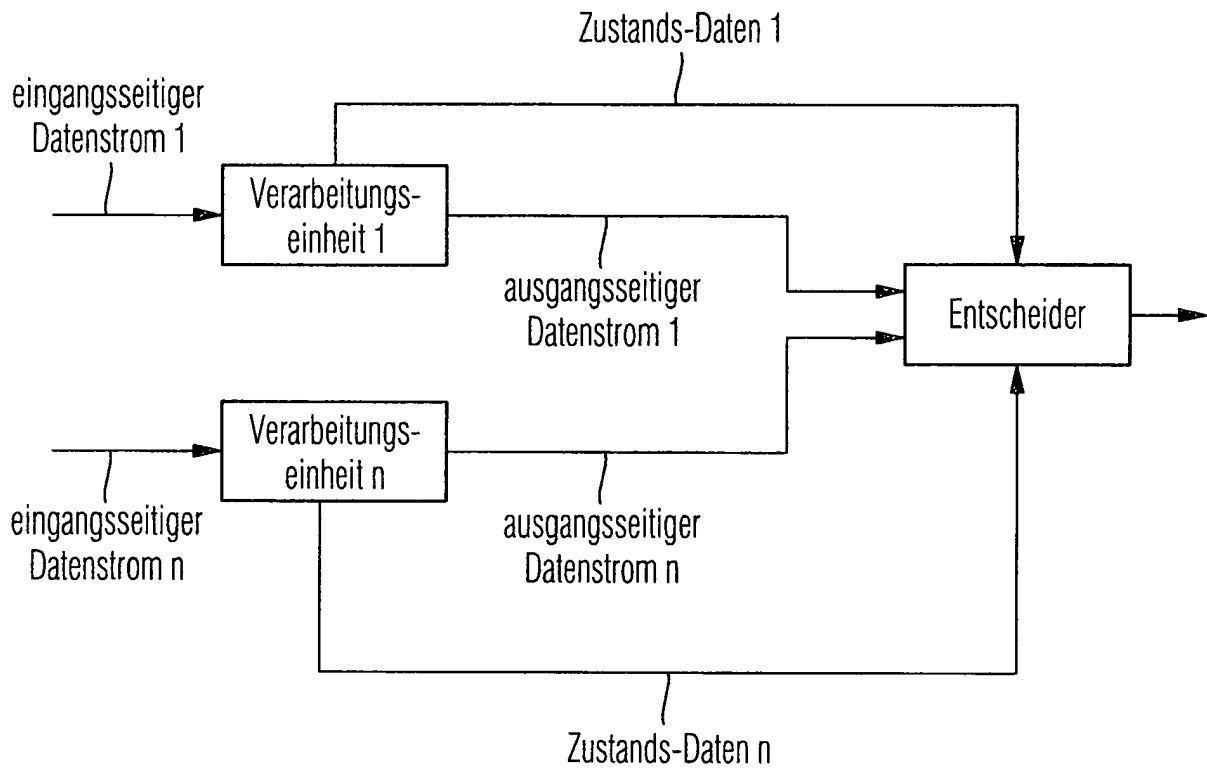 Zustands-Daten 1
eingangsseitiger
Datenstrom 1
Verarbeitungs-
einheit 1
ausgangsseitiger
Datenstrom 1
Entscheider
Verarbeitungs-
einheit n
eingangsseitiger
Datenstrom n
ausgangsseitiger
Datenstrom n
Zustands-Daten n